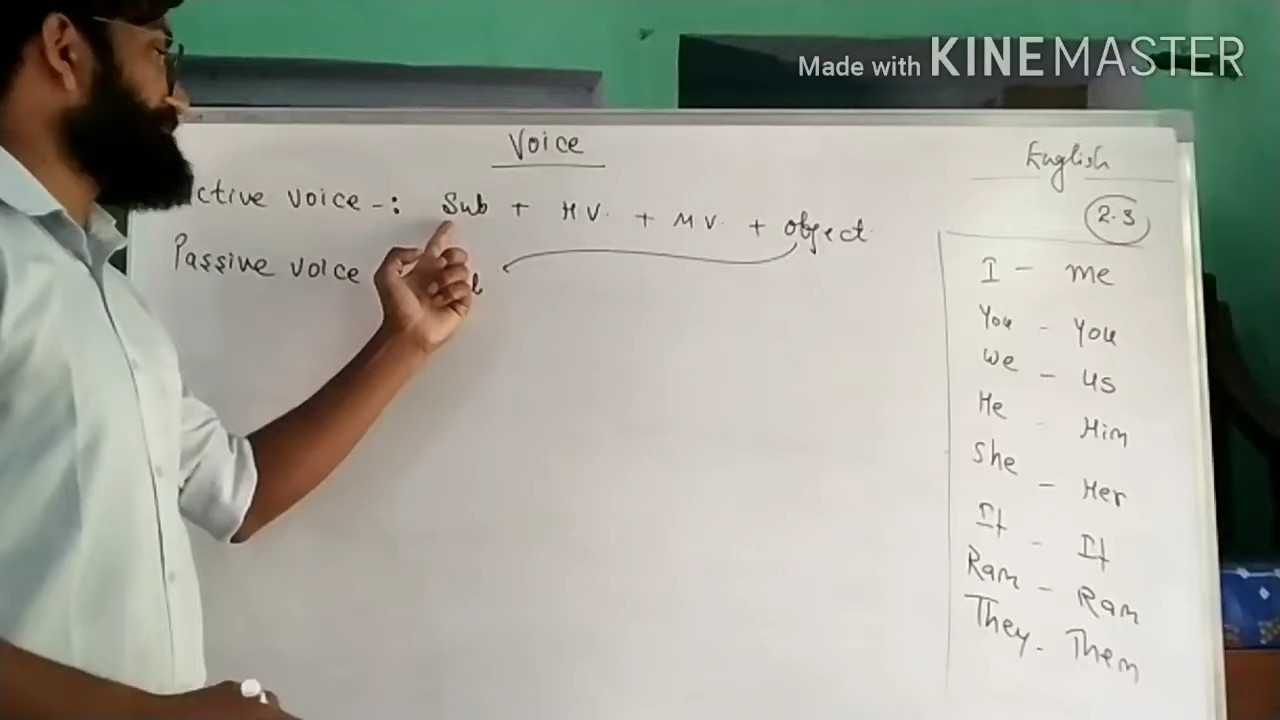 Made with KINEMASTER
Voice
English
2.3
ctive voice -: Sub + H V. + M V. + object
Passive voice
I - me
You - You
We - us
He - Him
She - Her
It - It
Ram - Ram
They - Them